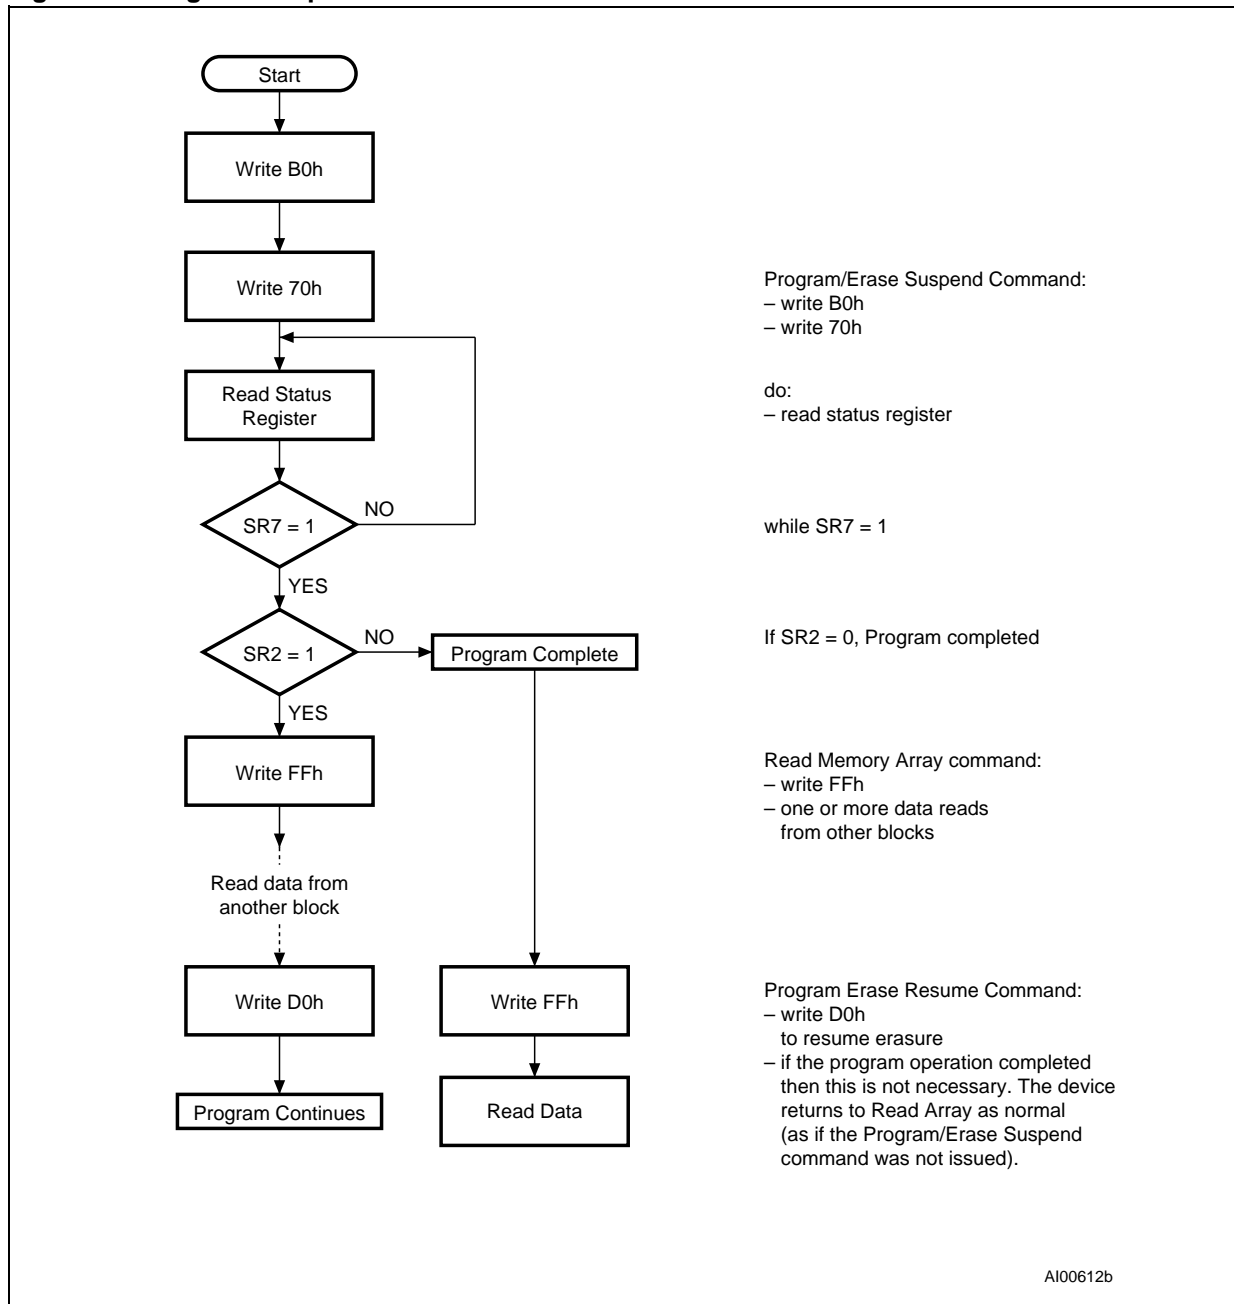 Start
Write B0h
Write 70h
Program/Erase Suspend Command:
– write B0h
– write 70h
Read Status
Register
do:
– read status register
NO
SR7 = 1
while SR7 = 1
YES
NO
SR2 = 1
Program Complete
If SR2 = 0, Program completed
YES
Write FFh
Read Memory Array command:
– write FFh
– one or more data reads
from other blocks
Read data from
another block
Write D0h
Write FFh
Program Erase Resume Command:
– write D0h
to resume erasure
– if the program operation completed
then this is not necessary. The device
returns to Read Array as normal
(as if the Program/Erase Suspend
command was not issued).
Program Continues
Read Data
AI00612b